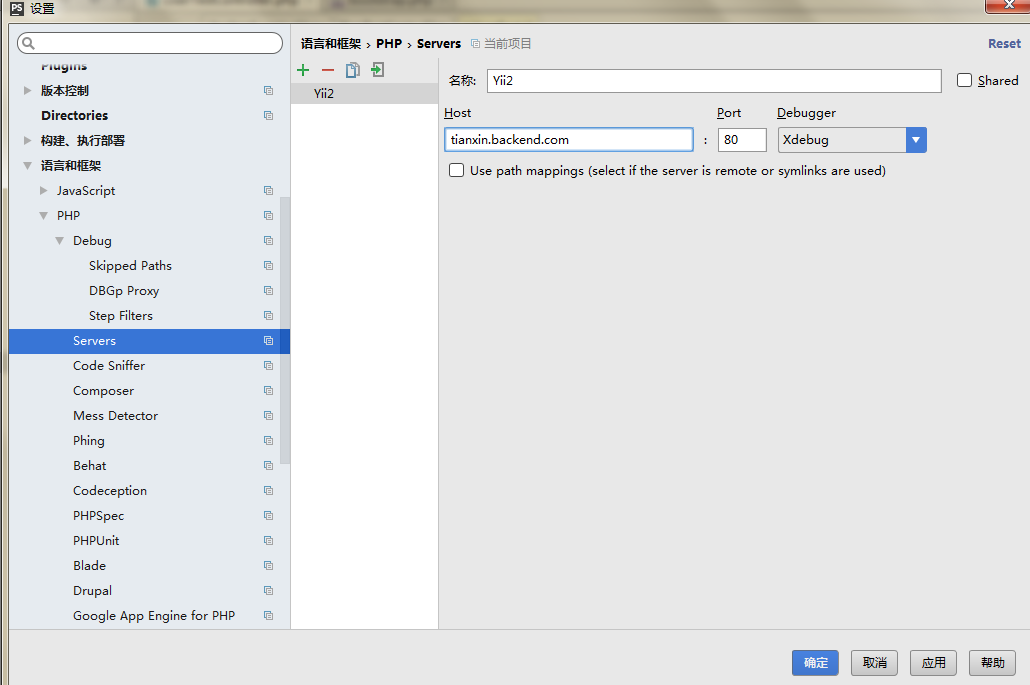 PS 设置
Plugins
版本控制
Directories
构建、执行部署
语言和框架
JavaScript
PHP
Debug
Skipped Paths
DBGp Proxy
Step Filters
Servers
Code Sniffer
Composer
Mess Detector
Phing
Behat
Codeception
PHPSpec
PHPUnit
Blade
Drupal
Google App Engine for PHP
语言和框架 › PHP › Servers 当前项目 Reset
Yii2
名称: Yii2 Shared
Host Port Debugger
tianxin.backend.com : 80 Xdebug
Use path mappings (select if the server is remote or symlinks are used)
确定 取消 应用 帮助